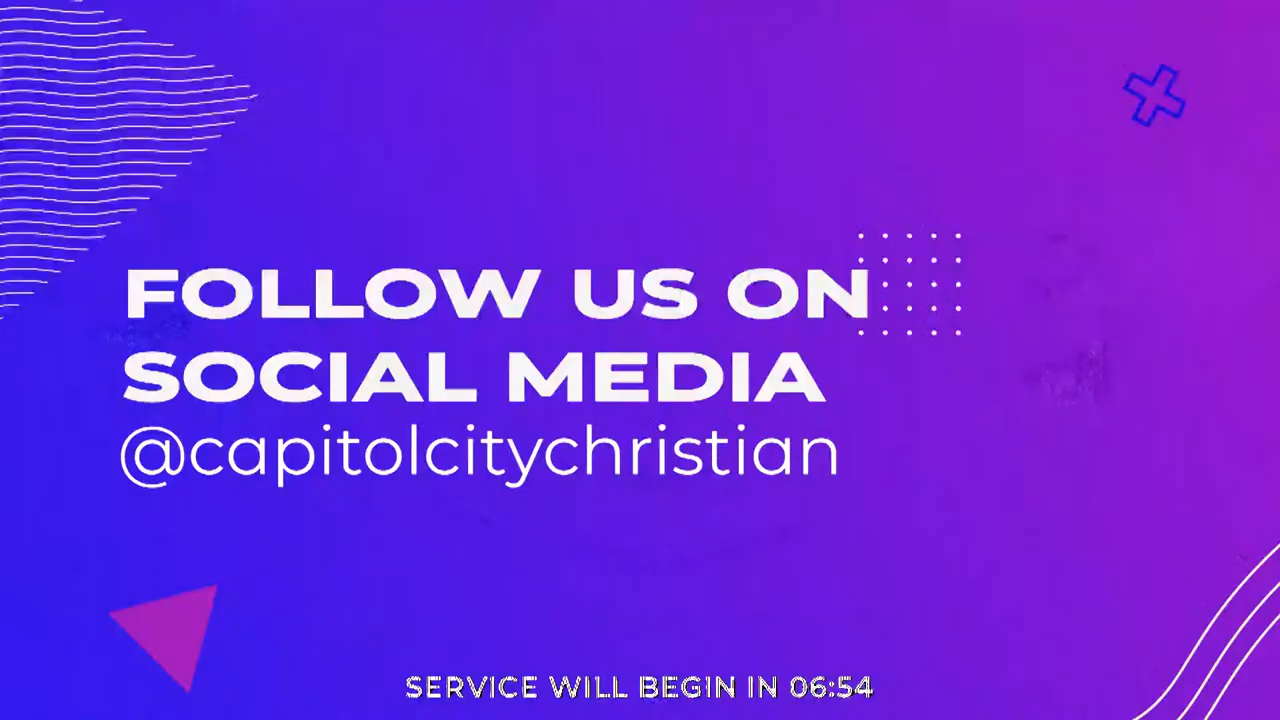 FOLLOW US ON
SOCIAL MEDIA
@capitolcitychristian
SERVICE WILL BEGIN IN 06:54